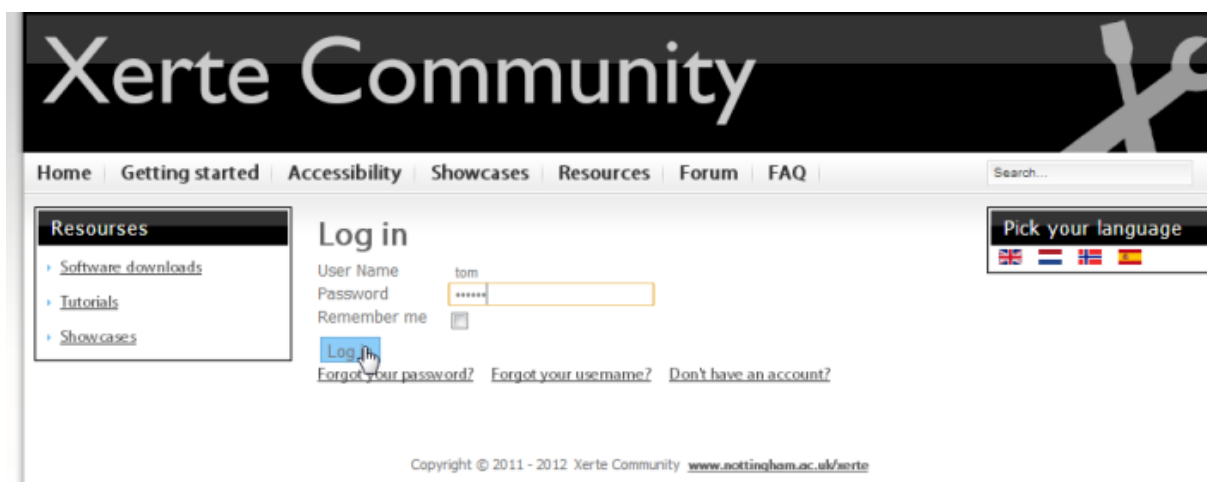 Xerte Community
Home Getting started Accessibility Showcases Resources Forum FAQ Search...
Resourses
Software downloads
Tutorials
Showcases
Log in
User Name tom
Password ••••••
Remember me
Log in
Forgot your password? Forgot your username? Don't have an account?
Pick your language
Copyright © 2011 - 2012 Xerte Community www.nottingham.ac.uk/xerte